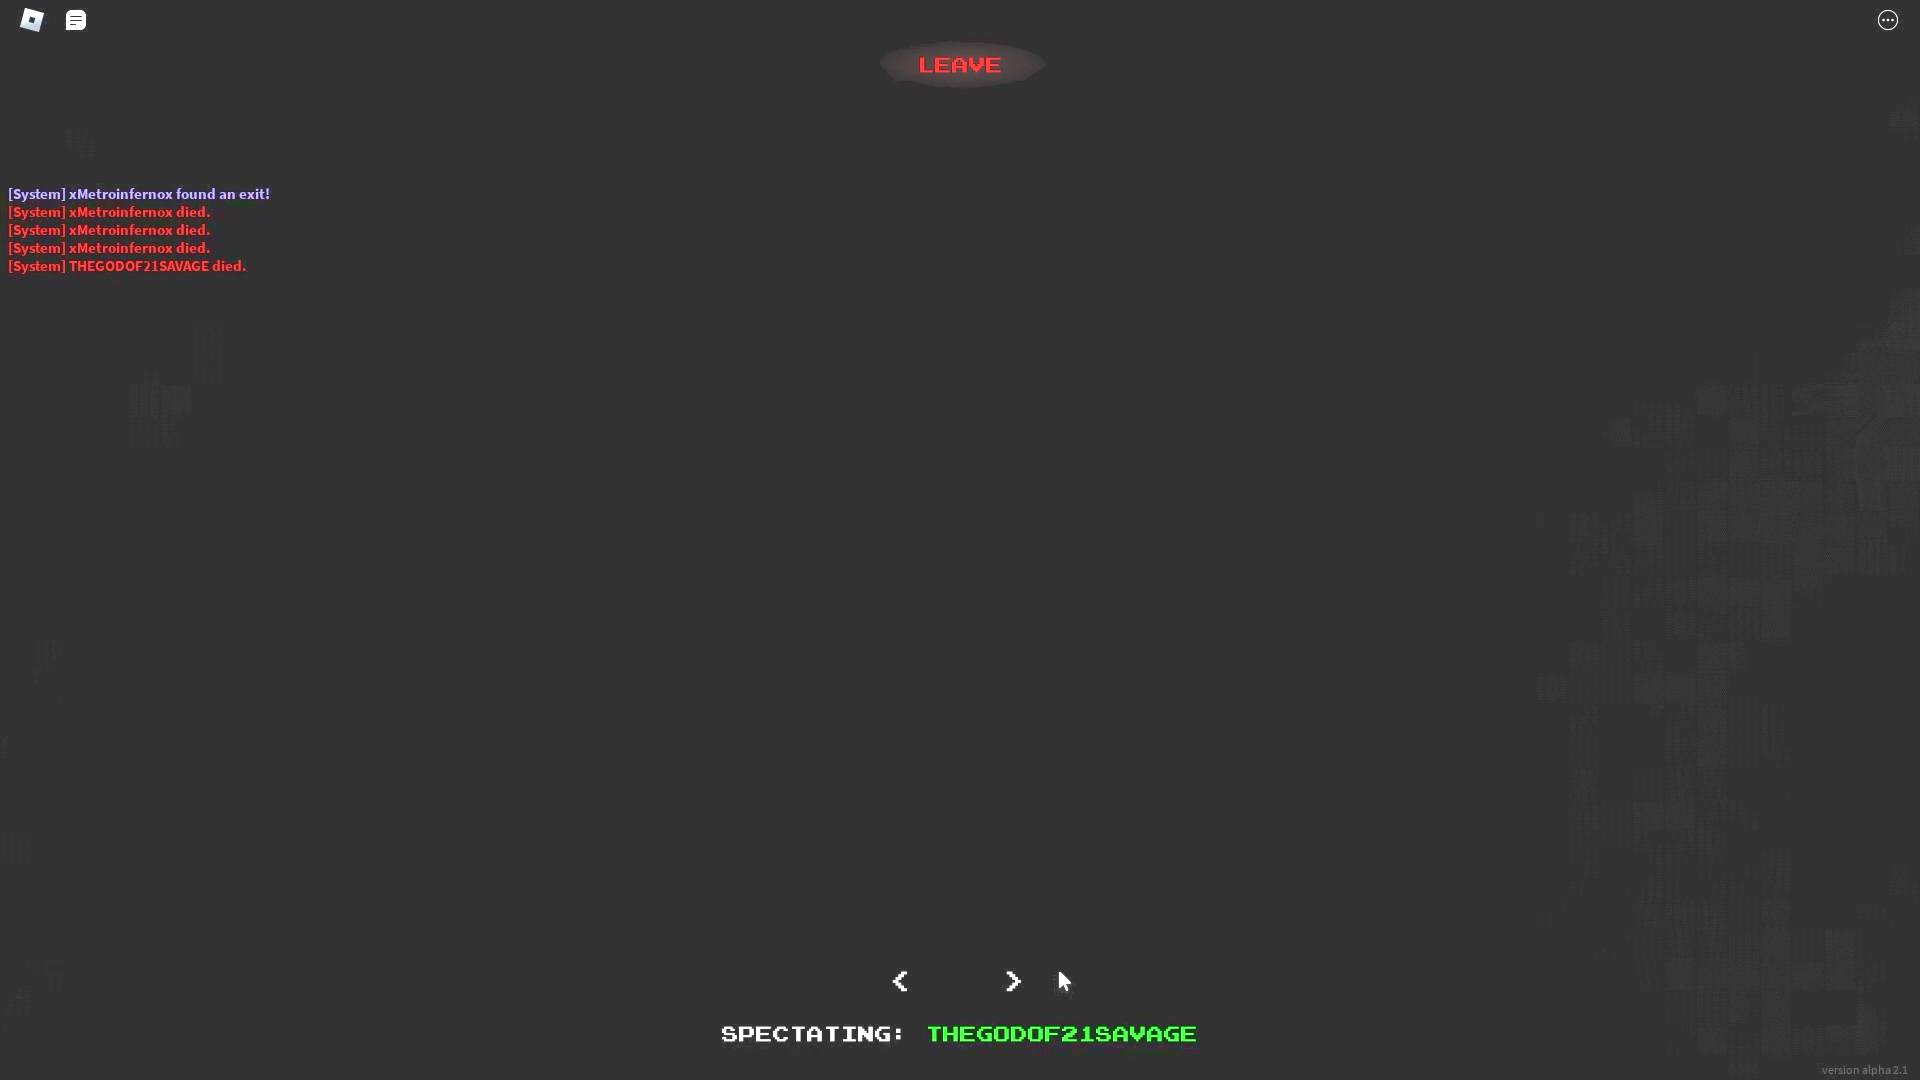 LEAVE
[System] xMetroinfernox found an exit!
[System] xMetroinfernox died.
[System] xMetroinfernox died.
[System] xMetroinfernox died.
[System] THEGODOF21SAVAGE died.
< >
SPECTATING: THEGODOF21SAVAGE
version alpha 2.1